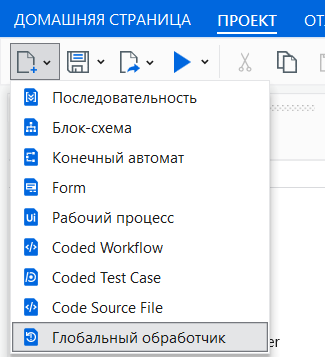 ДОМАШНЯЯ СТРАНИЦА ПРОЕКТ
Последовательность
Блок-схема
Конечный автомат
Form
Рабочий процесс
Coded Workflow
Coded Test Case
Code Source File
Глобальный обработчик